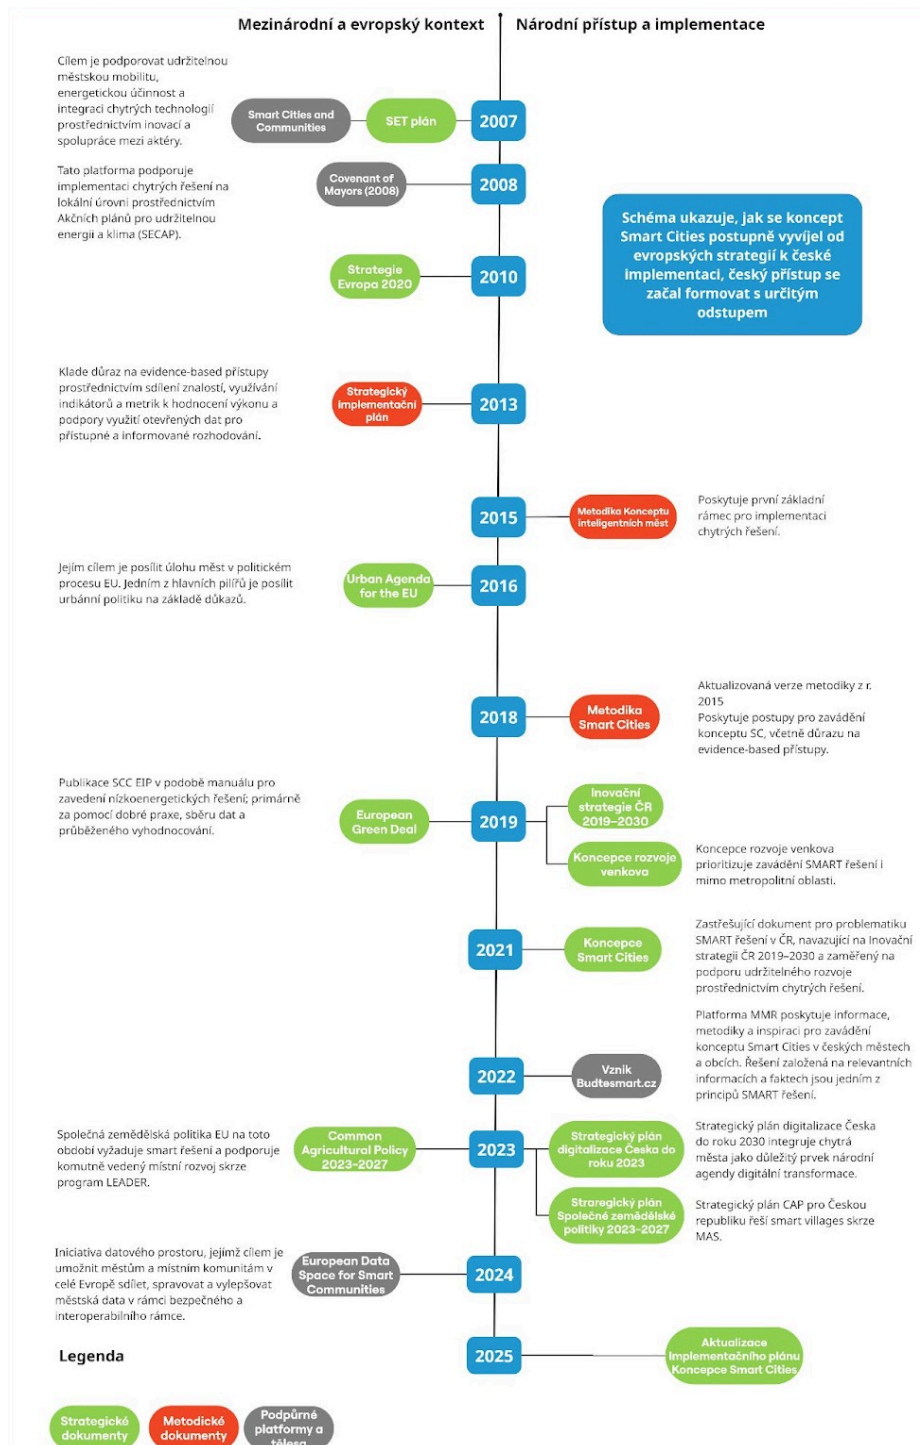 Mezinárodní a evropský kontext
Národní přístup a implementace
Cílem je podporovat udržitelnou
městskou mobilitu,
energetickou účinnost a
integraci chytrých technologií
prostřednictvím inovací a
spolupráce mezi aktéry.
Smart Cities and
Communities
SET plán
2007
Tato platforma podporuje
implementaci chytrých řešení na
lokální úrovni prostřednictvím
Akčních plánů pro udržitelnou
energii a klima (SECAP).
Covenant of
Mayors (2008)
2008
Schéma ukazuje, jak se koncept
Smart Cities postupně vyvíjel od
evropských strategií k české
implementaci, český přístup se
začal formovat s určitým
odstupem
Strategie
Evropa 2020
2010
Klade důraz na evidence-based přístupy
prostřednictvím sdílení znalostí, využívání
indikátorů a metrik k hodnocení výkonu a
podpory využití otevřených dat pro
přístupné a informované rozhodování.
Strategický
implementační
plán
2013
2015
Metodika Konceptu
inteligentních měst
Poskytuje první základní
rámec pro implementaci
chytrých řešení.
Jejím cílem je posílit úlohu měst v politickém
procesu EU. Jedním z hlavních pilířů je posílit
urbánní politiku na základě důkazů.
Urban Agenda
for the EU
2016
2018
Metodika
Smart Cities
Aktualizovaná verze metodiky z r.
2015
Poskytuje postupy pro zavádění
konceptu SC, včetně důrazu na
evidence-based přístupy.
Publikace SCC EIP v podobě manuálu pro
zavedení nízkoenergetických řešení; primárně
za pomocí dobré praxe, sběru dat a
průběženého vyhodnocování.
European
Green Deal
2019
Inovační
strategie ČR
2019–2030
Koncepce rozvoje
venkova
Koncepce rozvoje venkova
prioritizuje zavádění SMART řešení i
mimo metropolitní oblasti.
2021
Koncepce
Smart Cities
Zastřešující dokument pro problematiku
SMART řešení v ČR, navazující na Inovační
strategii ČR 2019–2030 a zaměřený na
podporu udržitelného rozvoje
prostřednictvím chytrých řešení.
2022
Vznik
Budtesmart.cz
Platforma MMR poskytuje informace,
metodiky a inspiraci pro zavádění
konceptu Smart Cities v českých městech
a obcích. Řešení založená na relevantních
informacích a faktech jsou jedním z
principů SMART řešení.
Společná zemědělská politika EU na toto
období vyžaduje smart řešení a podporuje
komutně vedený místní rozvoj skrze
program LEADER.
Common
Agricultural Policy
2023–2027
2023
Strategický plán
digitalizace Česka do
roku 2023
Strategický plán digitalizace Česka
do roku 2030 integruje chytrá
města jako důležitý prvek národní
agendy digitální transformace.
Straregický plán
Společné zemědělské
politiky 2023–2027
Strategický plán CAP pro Českou
republiku řeší smart villages skrze
MAS.
Iniciativa datového prostoru, jejímž cílem je
umožnit městům a místním komunitám v
celé Evropě sdílet, spravovat a vylepšovat
městská data v rámci bezpečného a
interoperabilního rámce.
European Data
Space for Smart
Communities
2024
2025
Aktualizace
Implementačního plánu
Koncepce Smart Cities
Legenda
Strategické
dokumenty
Metodické
dokumenty
Podpůrné
platformy a
tělesa